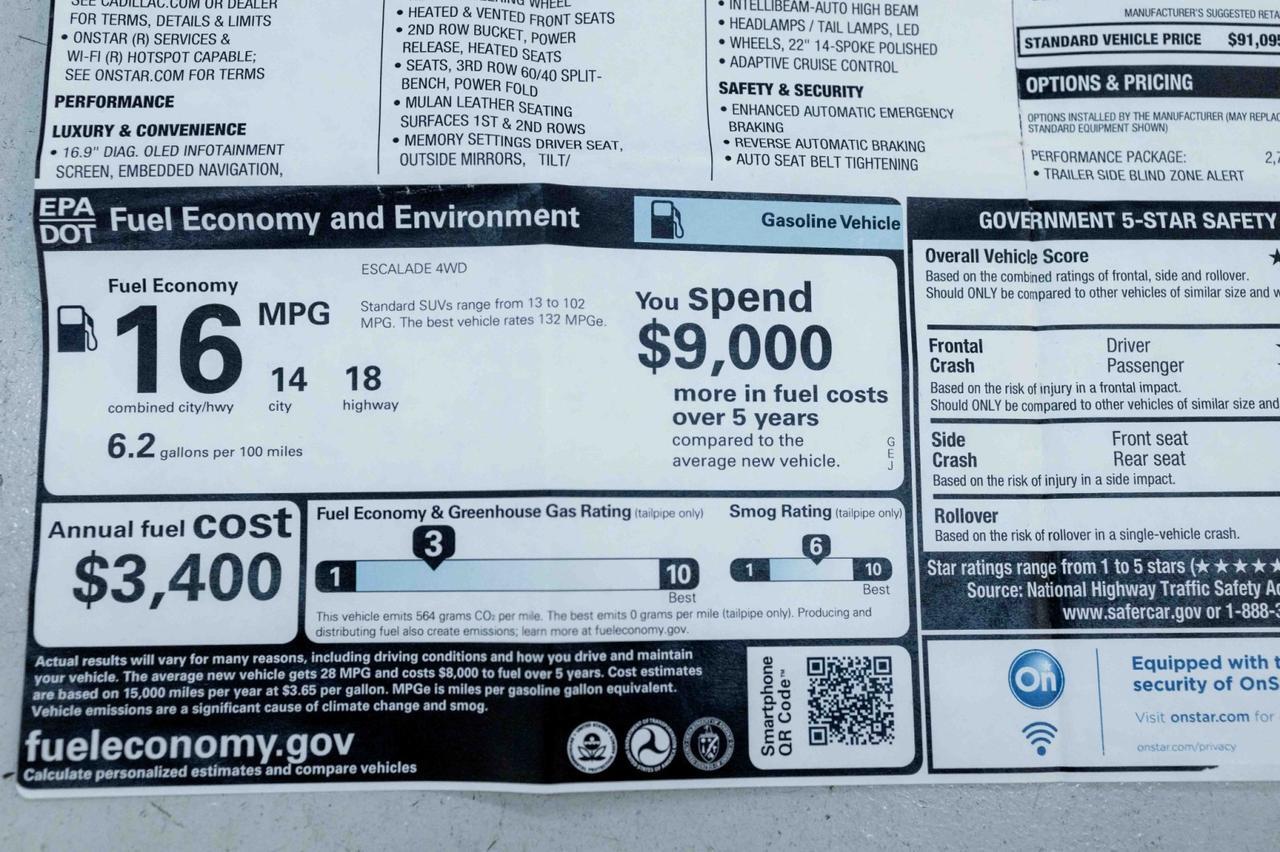 SEE CADILLAC.COM OR DEALER
FOR TERMS, DETAILS & LIMITS
• ONSTAR (R) SERVICES &
WI-FI (R) HOTSPOT CAPABLE;
SEE ONSTAR.COM FOR TERMS
PERFORMANCE
LUXURY & CONVENIENCE
• 16.9" DIAG. OLED INFOTAINMENT
SCREEN, EMBEDDED NAVIGATION,
WHEEL
• HEATED & VENTED FRONT SEATS
• 2ND ROW BUCKET, POWER
RELEASE, HEATED SEATS
• SEATS, 3RD ROW 60/40 SPLIT-
BENCH, POWER FOLD
• MULAN LEATHER SEATING
SURFACES 1ST & 2ND ROWS
• MEMORY SETTINGS DRIVER SEAT,
OUTSIDE MIRRORS, TILT/
• INTELLIBEAM-AUTO HIGH BEAM
• HEADLAMPS / TAIL LAMPS, LED
• WHEELS, 22" 14-SPOKE POLISHED
• ADAPTIVE CRUISE CONTROL
SAFETY & SECURITY
• ENHANCED AUTOMATIC EMERGENCY
BRAKING
• REVERSE AUTOMATIC BRAKING
• AUTO SEAT BELT TIGHTENING
MANUFACTURER'S SUGGESTED RETA
STANDARD VEHICLE PRICE $91,095
OPTIONS & PRICING
OPTIONS INSTALLED BY THE MANUFACTURER (MAY REPLAC
STANDARD EQUIPMENT SHOWN)
PERFORMANCE PACKAGE: 2,7
• TRAILER SIDE BLIND ZONE ALERT
EPA
DOT
Fuel Economy and Environment
Gasoline Vehicle
Fuel Economy
16 MPG
combined city/hwy
14
city
18
highway
6.2 gallons per 100 miles
ESCALADE 4WD
Standard SUVs range from 13 to 102
MPG. The best vehicle rates 132 MPGe.
You spend
$9,000
more in fuel costs
over 5 years
compared to the
average new vehicle.
G
E
J
Annual fuel cost
$3,400
Fuel Economy & Greenhouse Gas Rating (tailpipe only)
3
1 10
Best
Smog Rating (tailpipe only)
6
1 10
Best
This vehicle emits 564 grams CO₂ per mile. The best emits 0 grams per mile (tailpipe only). Producing and
distributing fuel also create emissions; learn more at fueleconomy.gov.
Actual results will vary for many reasons, including driving conditions and how you drive and maintain
your vehicle. The average new vehicle gets 28 MPG and costs $8,000 to fuel over 5 years. Cost estimates
are based on 15,000 miles per year at $3.65 per gallon. MPGe is miles per gasoline gallon equivalent.
Vehicle emissions are a significant cause of climate change and smog.
fueleconomy.gov
Calculate personalized estimates and compare vehicles
Smartphone
QR Code™
GOVERNMENT 5-STAR SAFETY
Overall Vehicle Score ★
Based on the combined ratings of frontal, side and rollover.
Should ONLY be compared to other vehicles of similar size and w
Frontal Driver
Crash Passenger
Based on the risk of injury in a frontal impact.
Should ONLY be compared to other vehicles of similar size and
Side Front seat
Crash Rear seat
Based on the risk of injury in a side impact.
Rollover
Based on the risk of rollover in a single-vehicle crash.
Star ratings range from 1 to 5 stars (★★★★★
Source: National Highway Traffic Safety Ad
www.safercar.gov or 1-888-3
On
Equipped with t
security of OnS
Visit onstar.com for
onstar.com/privacy